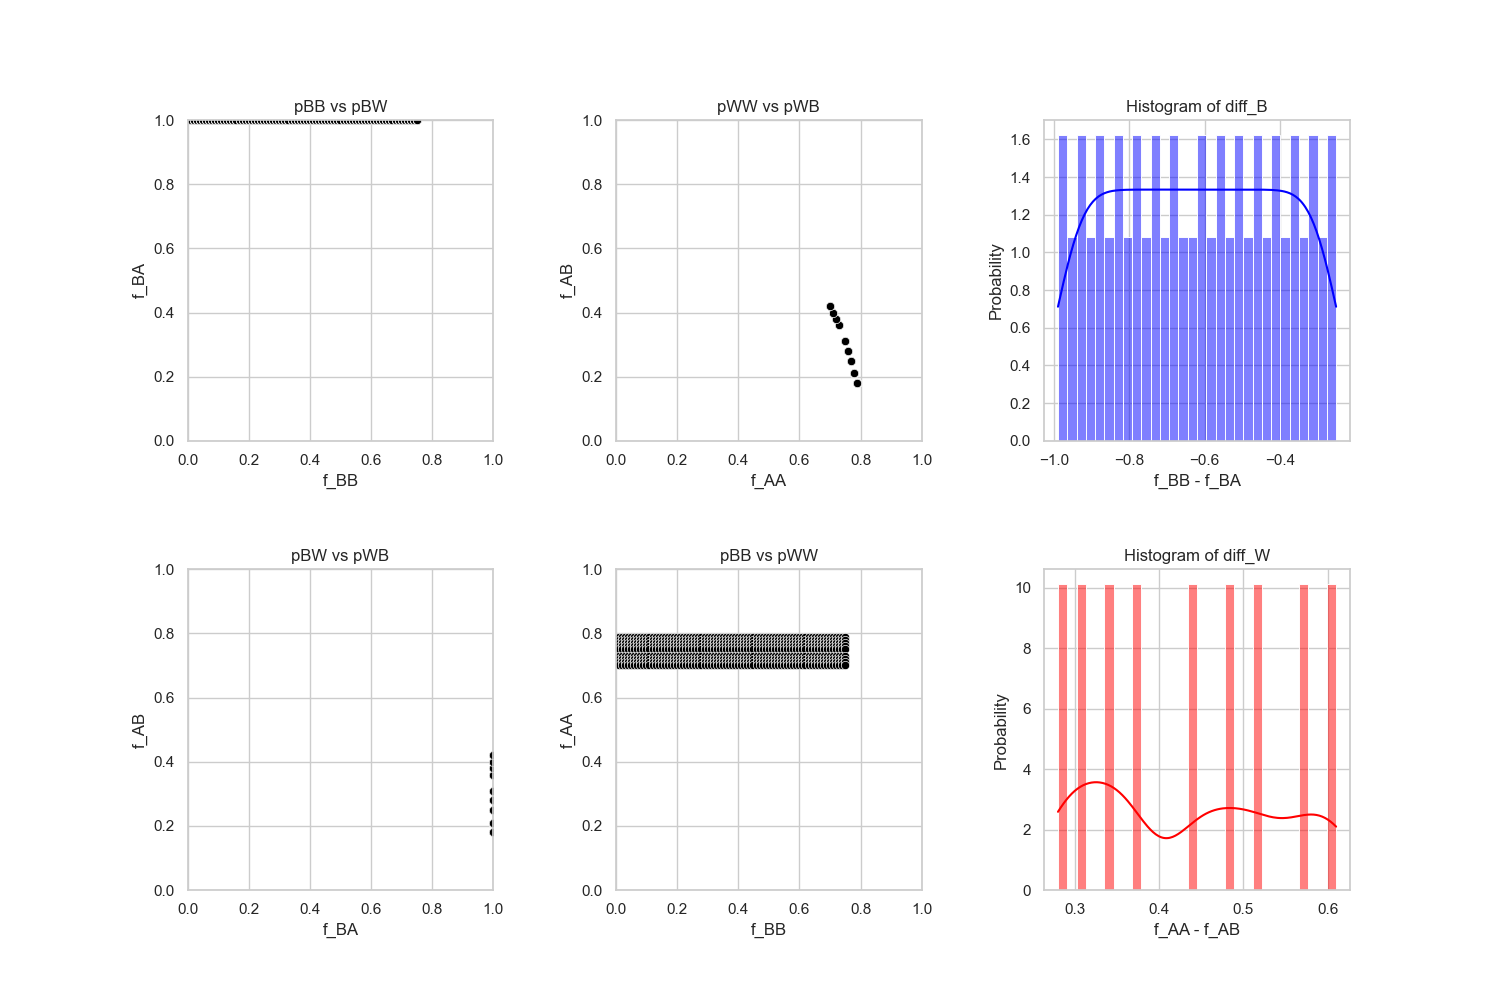 pBB vs pBW
1.0
0.8
0.6
0.4
0.2
0.0
f_BA
0.0 0.2 0.4 0.6 0.8 1.0
f_BB
pWW vs pWB
1.0
0.8
0.6
0.4
0.2
0.0
f_AB
0.0 0.2 0.4 0.6 0.8 1.0
f_AA
Histogram of diff_B
1.6
1.4
1.2
1.0
0.8
0.6
0.4
0.2
0.0
Probability
−1.0 −0.8 −0.6 −0.4
f_BB - f_BA
pBW vs pWB
1.0
0.8
0.6
0.4
0.2
0.0
f_AB
0.0 0.2 0.4 0.6 0.8 1.0
f_BA
pBB vs pWW
1.0
0.8
0.6
0.4
0.2
0.0
f_AA
0.0 0.2 0.4 0.6 0.8 1.0
f_BB
Histogram of diff_W
10
8
6
4
2
0
Probability
0.3 0.4 0.5 0.6
f_AA - f_AB